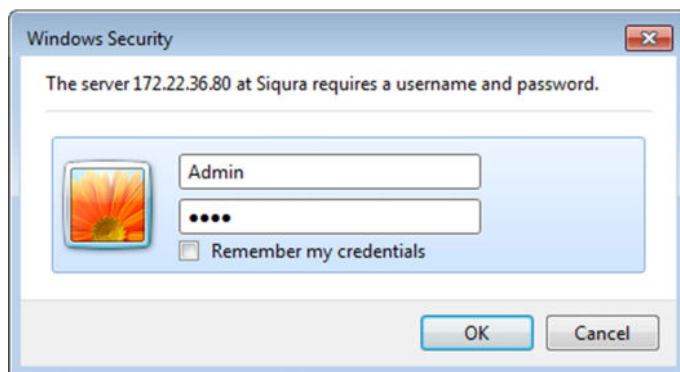 Windows Security
The server 172.22.36.80 at Siqura requires a username and password.
Admin
••••
Remember my credentials
OK
Cancel